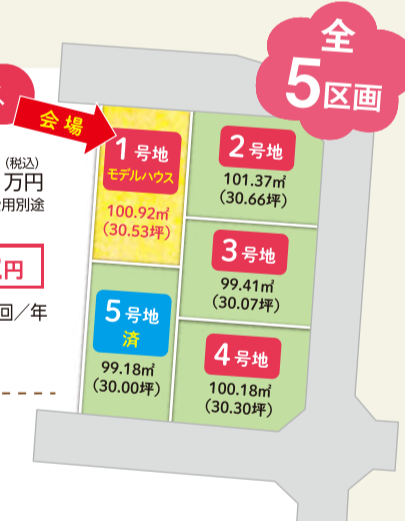 全
5区画
会場
(税込)
万円
用別途
円
回/年
1号地
モデルハウス
100.92㎡
(30.53坪)
2号地
101.37㎡
(30.66坪)
3号地
99.41㎡
(30.07坪)
5号地
済
99.18㎡
(30.00坪)
4号地
100.18㎡
(30.30坪)